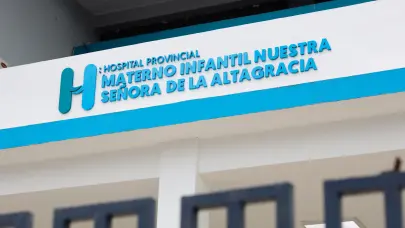 H: HOSPITAL PROVINCIAL
MATERNO INFANTIL NUESTRA
SEÑORA DE LA ALTAGRACIA